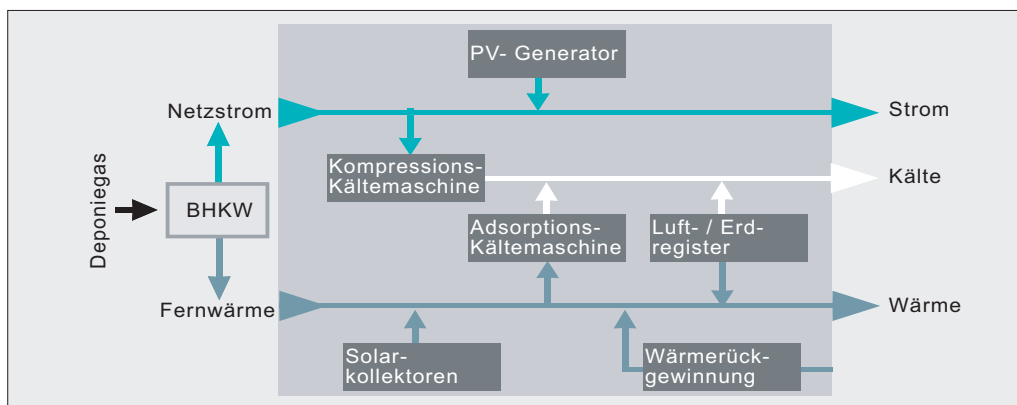 PV- Generator
Netzstrom
Strom
Kompressions-
Kältemaschine
Kälte
Deponiegas
BHKW
Adsorptions-
Kältemaschine
Luft- / Erd-
register
Fernwärme
Wärme
Solar-
kollektoren
Wärmerück-
gewinnung